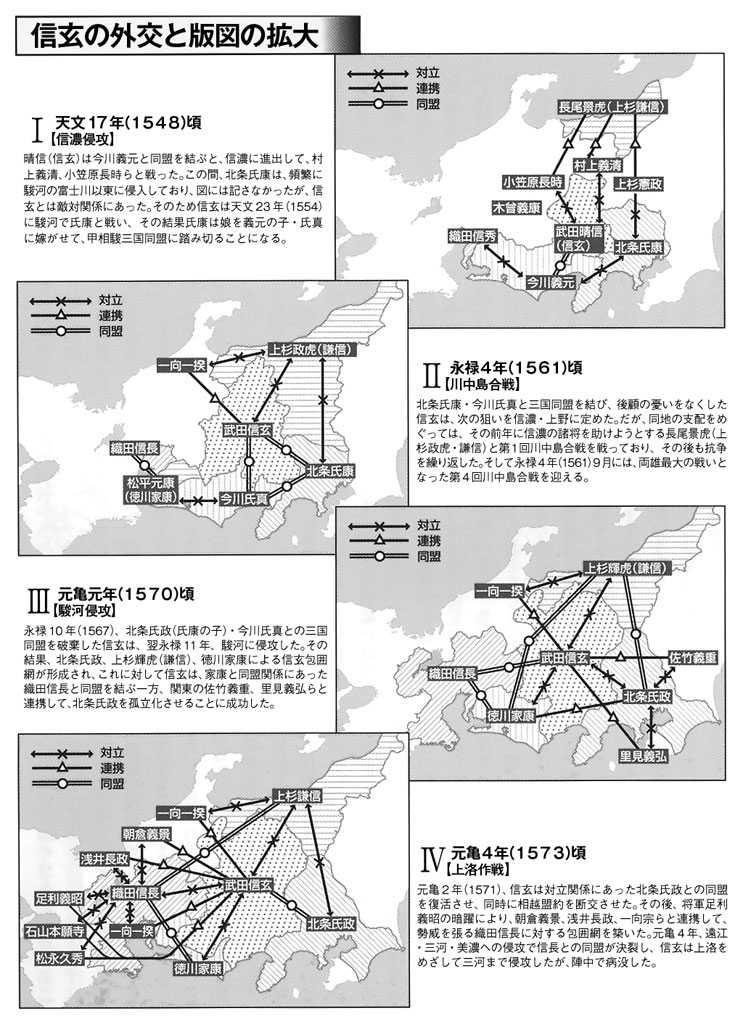 信玄の外交と版図の拡大
Ⅰ 天文17年(1548)頃
【信濃侵攻】
晴信(信玄)は今川義元と同盟を結ぶと、信濃に進出して、村
上義清、小笠原長時らと戦った。この間、北条氏康は、頻繁に
駿河の富士川以東に侵入しており、図には記さなかったが、信
玄とは敵対関係にあった。そのため信玄は天文23年(1554)
に駿河で氏康と戦い、その結果氏康は娘を義元の子・氏真
に嫁がせて、甲相駿三国同盟に踏み切ることになる。
対立
連携
同盟
長尾景虎(上杉謙信)
村上義清
小笠原長時
上杉憲政
木曾義康
織田信秀
武田晴信
(信玄)
北条氏康
今川義元
対立
連携
同盟
一向一揆
上杉政虎(謙信)
武田信玄
織田信長
北条氏康
松平元康
(徳川家康)
今川氏真
Ⅱ 永禄4年(1561)頃
【川中島合戦】
北条氏康・今川氏真と三国同盟を結び、後顧の憂いをなくした
信玄は、次の狙いを信濃・上野に定めた。だが、同地の支配をめ
ぐっては、その前年に信濃の諸将を助けようとする長尾景虎(上
杉政虎・謙信)と第1回川中島合戦を戦っており、その後も抗争
を繰り返した。そして永禄4年(1561)9月には、両雄最大の戦いと
なった第4回川中島合戦を迎える。
Ⅲ 元亀元年(1570)頃
【駿河侵攻】
永禄10年(1567)、北条氏政(氏康の子)・今川氏真との三国
同盟を破棄した信玄は、翌永禄11年、駿河に侵攻した。その
結果、北条氏政、上杉輝虎(謙信)、徳川家康による信玄包囲
網が形成され、これに対して信玄は、家康と同盟関係にあった
織田信長と同盟を結ぶ一方、関東の佐竹義重、里見義弘らと
連携して、北条氏政を孤立化させることに成功した。
対立
連携
同盟
上杉輝虎(謙信)
一向一揆
武田信玄
佐竹義重
織田信長
北条氏政
徳川家康
里見義弘
対立
連携
同盟
上杉謙信
一向一揆
朝倉義景
浅井長政
武田信玄
足利義昭
織田信長
北条氏政
石山本願寺
一向一揆
松永久秀
徳川家康
Ⅳ 元亀4年(1573)頃
【上洛作戦】
元亀2年(1571)、信玄は対立関係にあった北条氏政との同盟
を復活させ、同時に相越盟約を断交させた。その後、将軍足利
義昭の暗躍により、朝倉義景、浅井長政、一向宗らと連携して、
勢威を張る織田信長に対する包囲網を築いた。元亀4年、遠江
・三河・美濃への侵攻で信長との同盟が決裂し、信玄は上洛を
めざして三河まで侵攻したが、陣中で病没した。